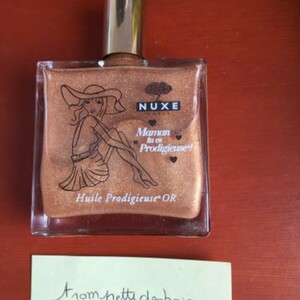 NUXE
Maman
tu es
Prodigieuse!
Huile Prodigieuse® OR